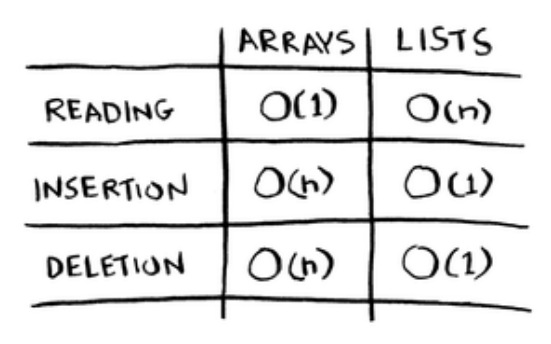 ARRAYS LISTS
READING O(1) O(n)
INSERTION O(n) O(1)
DELETION O(n) O(1)